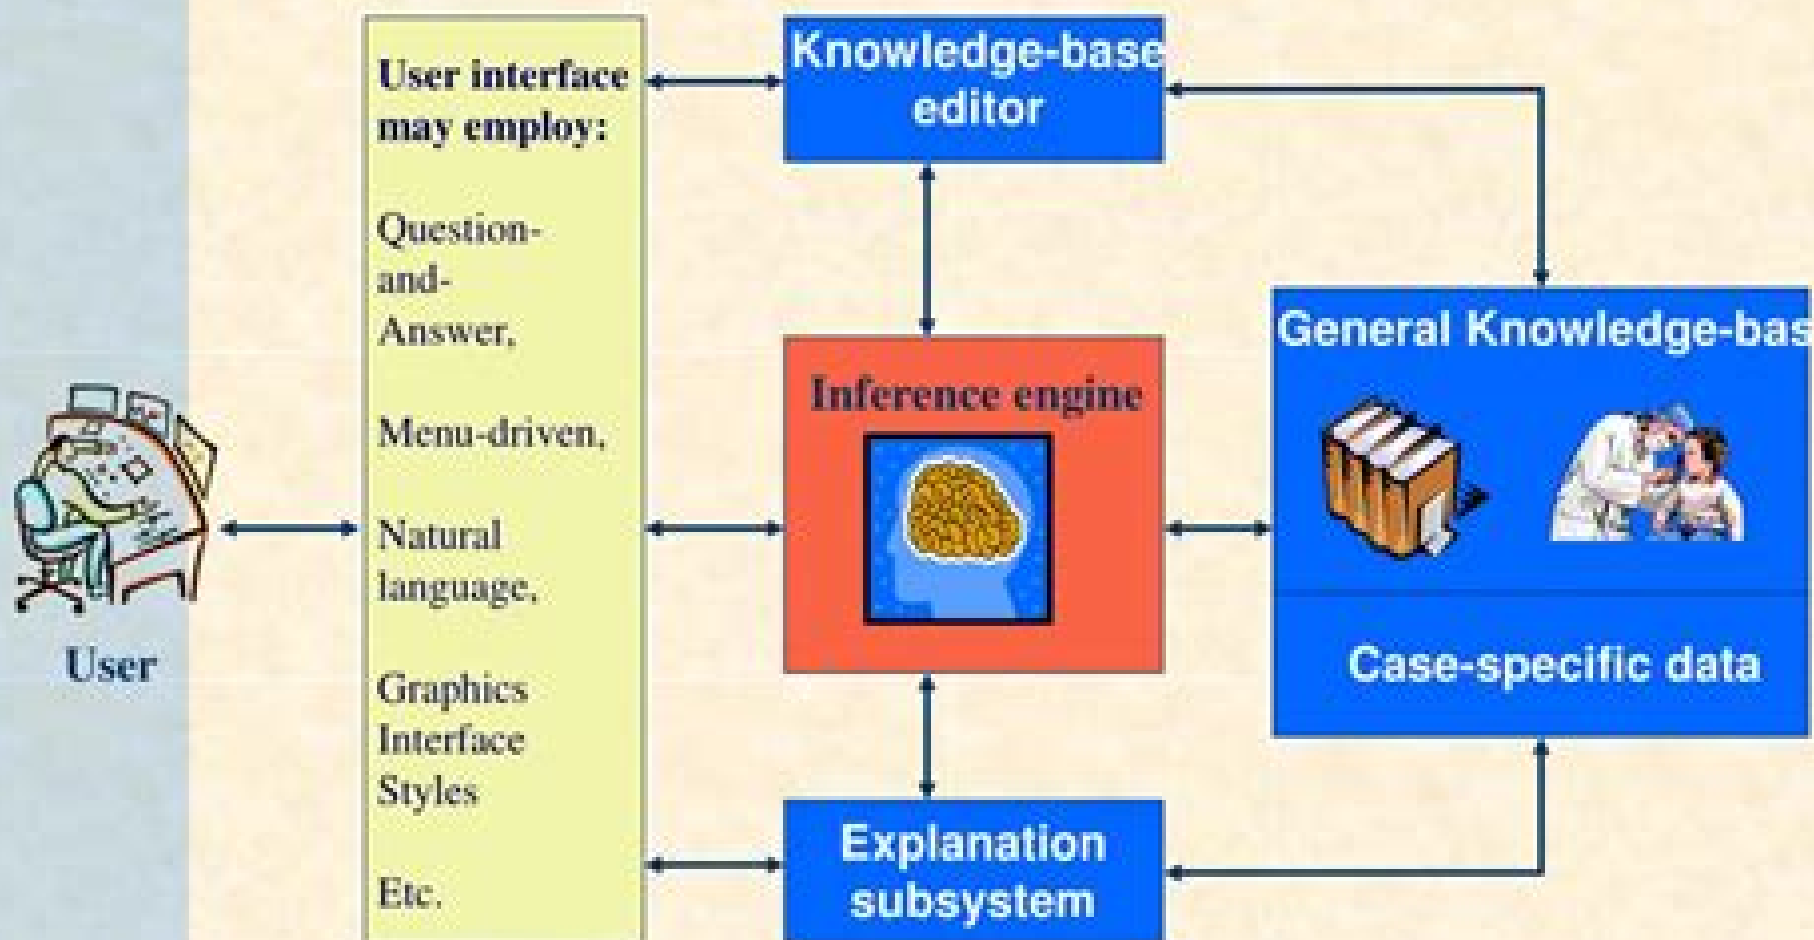 User interface
may employ:
Question-
and-
Answer,
Menu-driven,
Natural
language,
Graphics
Interface
Styles
Etc.
User
Knowledge-base
editor
Inference engine
Explanation
subsystem
General Knowledge-bas
Case-specific data